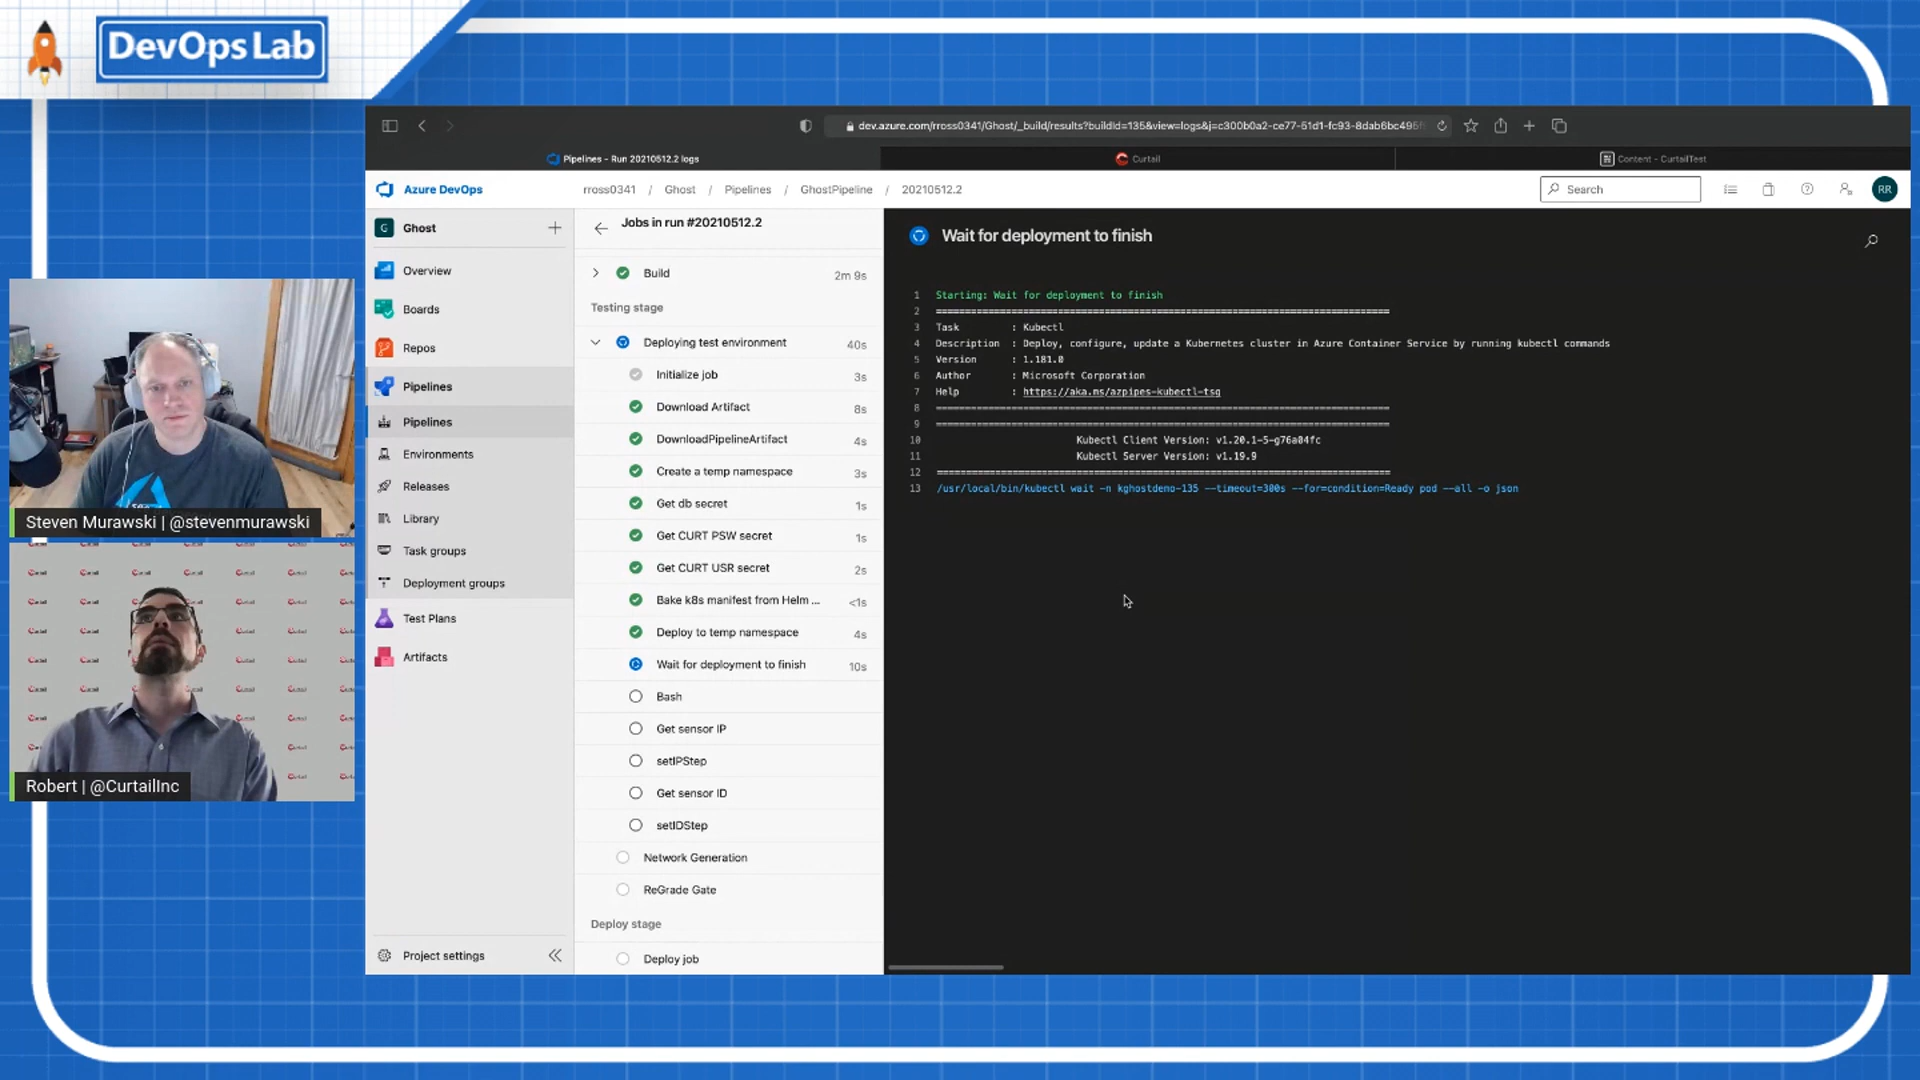 DevOps Lab
dev.azure.com/rross0341/Ghost/_build/results?buildId=135&view=logs&j=c300b0a2-ce77-51d1-fc93-8dab6bc495f
Pipelines - Run 20210512.2 logs
Curtail
Content - CurtailTest
Azure DevOps
rross0341 / Ghost / Pipelines / GhostPipeline / 20210512.2
Search
RR
G Ghost
Overview
Boards
Repos
Pipelines
Pipelines
Environments
Releases
Library
Task groups
Deployment groups
Test Plans
Artifacts
Project settings
Jobs in run #20210512.2
Build 2m 9s
Testing stage
Deploying test environment 40s
Initialize job 3s
Download Artifact 8s
DownloadPipelineArtifact 4s
Create a temp namespace 3s
Get db secret 1s
Get CURT PSW secret 1s
Get CURT USR secret 2s
Bake k8s manifest from Helm ... <1s
Deploy to temp namespace 4s
Wait for deployment to finish 10s
Bash
Get sensor IP
setIPStep
Get sensor ID
setIDStep
Network Generation
ReGrade Gate
Deploy stage
Deploy job
Wait for deployment to finish
1 Starting: Wait for deployment to finish
2 ==============================================================================
3 Task : Kubectl
4 Description : Deploy, configure, update a Kubernetes cluster in Azure Container Service by running kubectl commands
5 Version : 1.181.0
6 Author : Microsoft Corporation
7 Help : https://aka.ms/azpipes-kubectl-tsg
8 ==============================================================================
9 ==============================================================================
10 Kubectl Client Version: v1.20.1-5-g76a04fc
11 Kubectl Server Version: v1.19.9
12 ==============================================================================
13 /usr/local/bin/kubectl wait -n kghostdemo-135 --timeout=300s --for=condition=Ready pod --all -o json
Steven Murawski | @stevenmurawski
Curtail
Robert | @CurtailInc